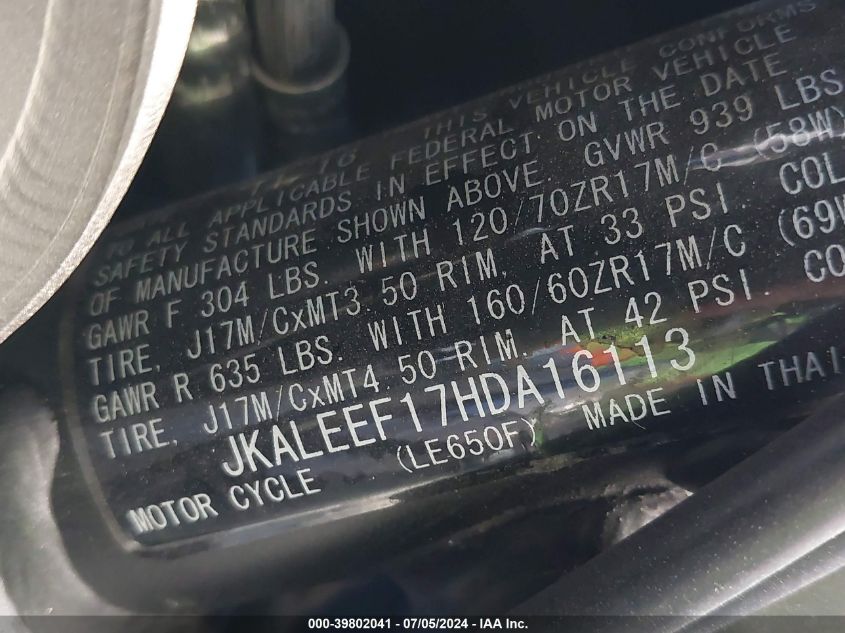 THIS VEHICLE CONFORMS
TO ALL APPLICABLE FEDERAL MOTOR VEHICLE
SAFETY STANDARDS IN EFFECT ON THE DATE
OF MANUFACTURE SHOWN ABOVE. GVWR 939 LBS
GAWR F 304 LBS. WITH 120/70ZR17M/C (58W)
TIRE, J17M/CxMT3.50 RIM, AT 33 PSI. COL
GAWR R 635 LBS. WITH 160/60ZR17M/C (69W
TIRE, J17M/CxMT4.50 RIM. AT 42 PSI. CO
JKALEEF17HDA16113
MOTOR CYCLE (LE650F) MADE IN THAI
000-39802041 - 07/05/2024 - IAA Inc.